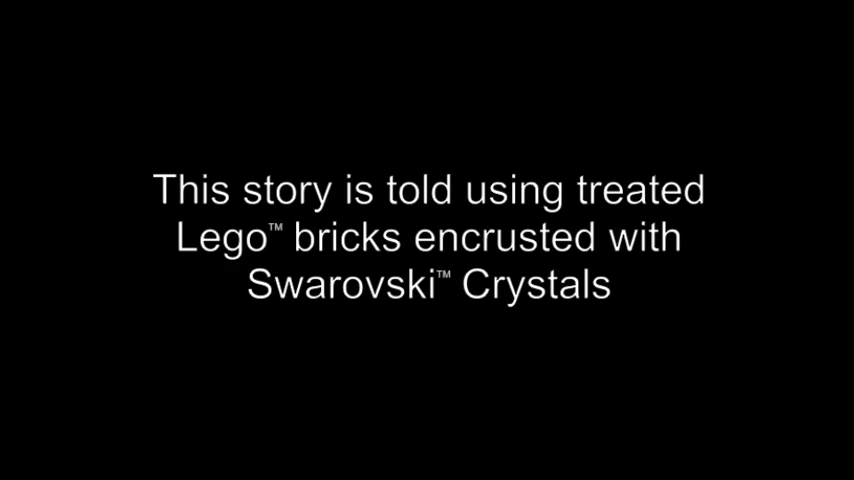 This story is told using treated
Lego™ bricks encrusted with
Swarovski™ Crystals